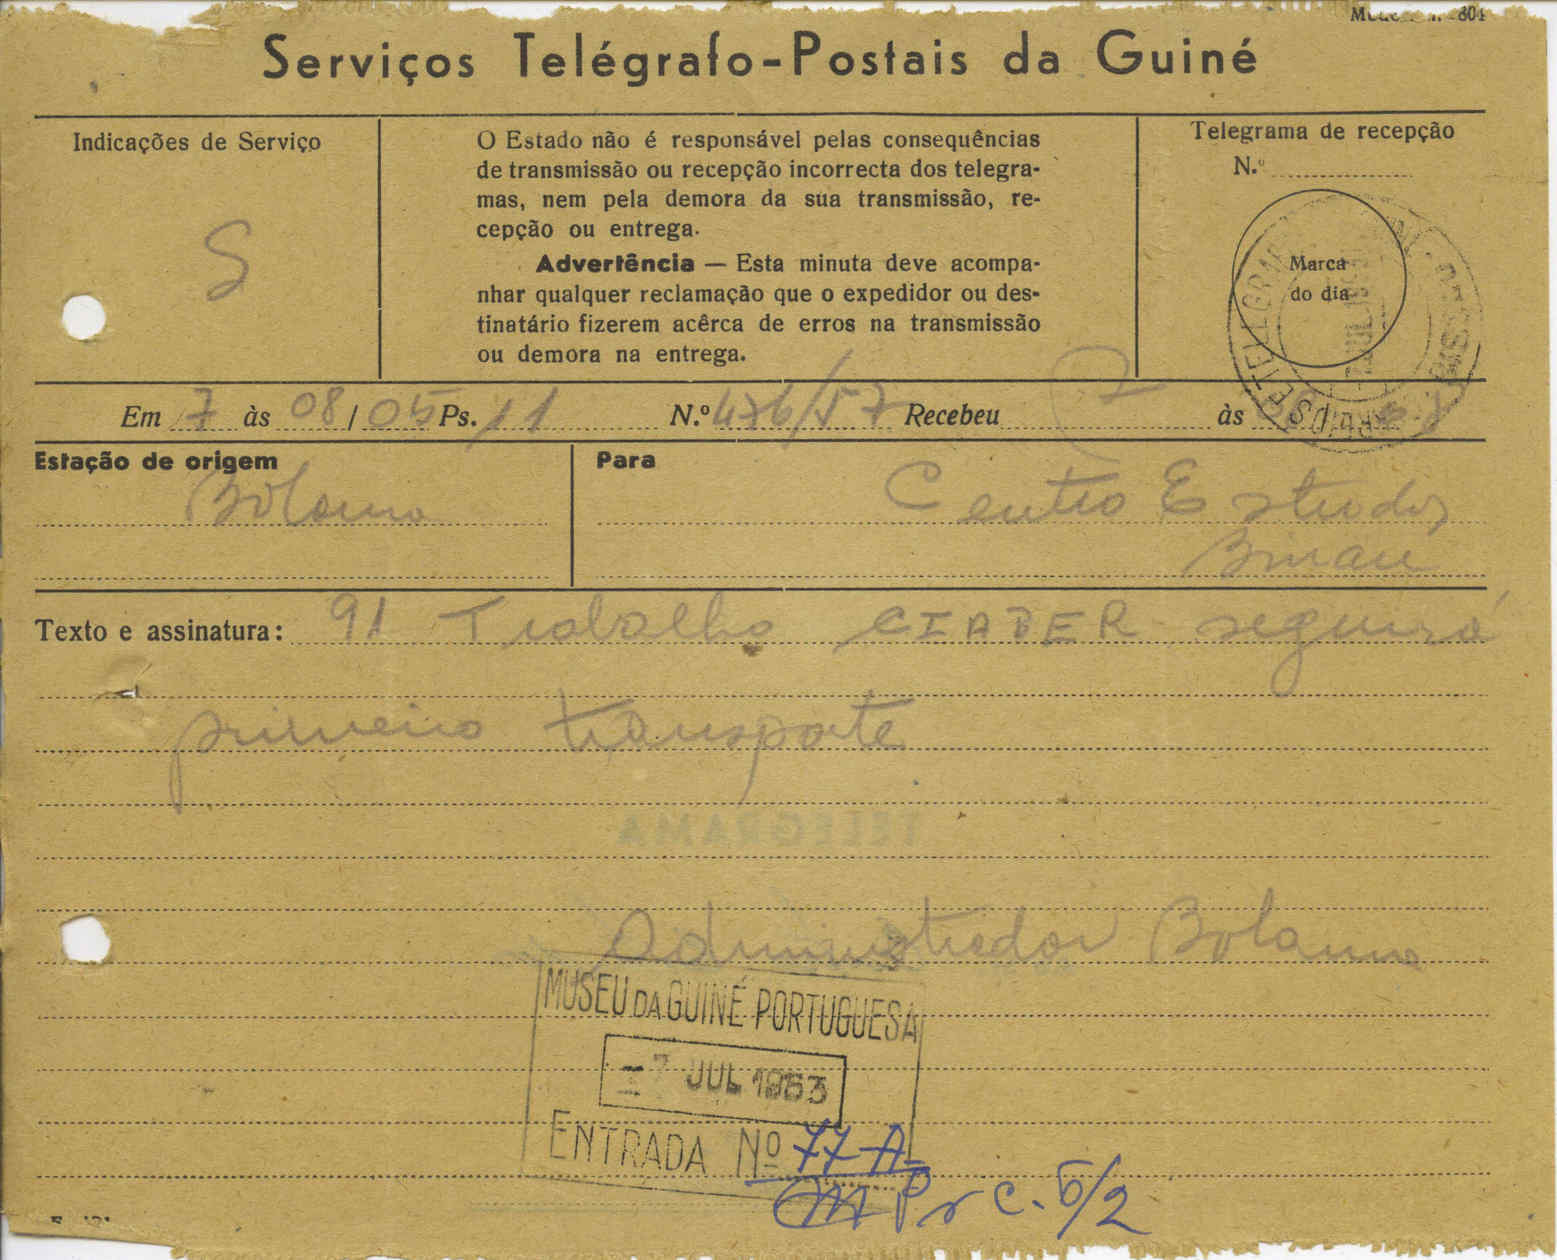 Serviços Telégrafo-Postais da Guiné
Indicações de Serviço
S
O Estado não é responsável pelas consequências
de transmissão ou recepção incorrecta dos telegra-
mas, nem pela demora da sua transmissão, re-
cepção ou entrega.
Advertência — Esta minuta deve acompa-
nhar qualquer reclamação que o expedidor ou des-
tinatário fizerem acêrca de erros na transmissão
ou demora na entrega.
Telegrama de recepção
N.º
Marca
do dia
Em 7 às 08/05 Ps. 11 N.º 476/57 Recebeu às
Estação de origem
Bolama
Para
Centro Estudos
Bissau
Texto e assinatura: 91 Trabalho CIABER seguirá
primeiro transporte
TELEGRAMA
Administrador Bolama
MUSEU DA GUINÉ PORTUGUESA
-7 JUL 1953
ENTRADA Nº 77-A
Pr c. 5/2